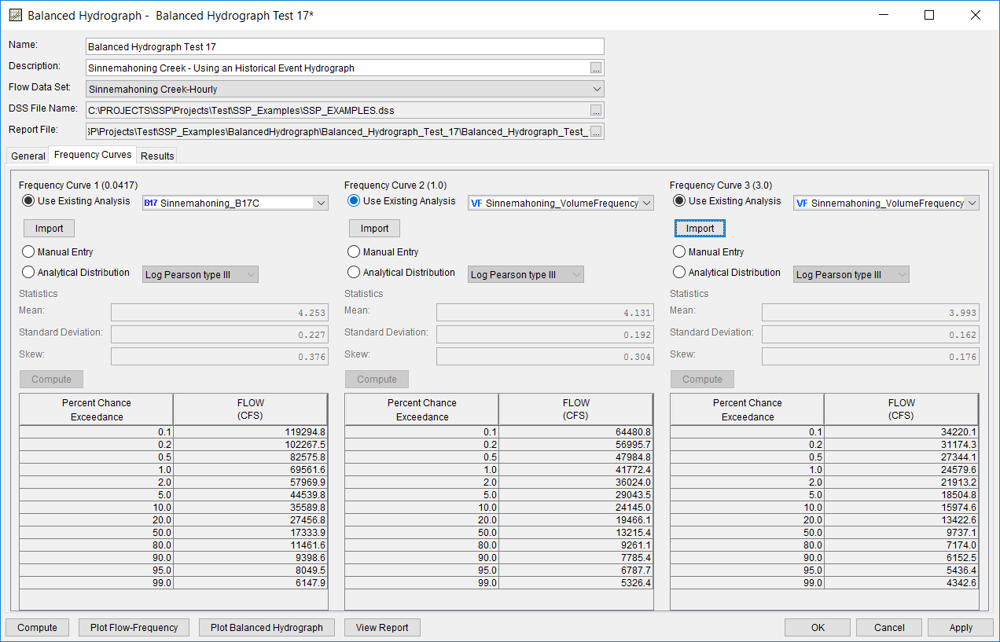 Balanced Hydrograph -  Balanced Hydrograph Test 17*
Name: Balanced Hydrograph Test 17
Description: Sinnemahoning Creek - Using an Historical Event Hydrograph ...
Flow Data Set: Sinnemahoning Creek-Hourly
DSS File Name: C:\PROJECTS\SSP\Projects\Test\SSP_Examples\SSP_EXAMPLES.dss ...
Report File: SP\Projects\Test\SSP_Examples\BalancedHydrograph\Balanced_Hydrograph_Test_17\Balanced_Hydrograph_Test_ ...
General Frequency Curves Results
Frequency Curve 1 (0.0417) Frequency Curve 2 (1.0) Frequency Curve 3 (3.0)
Use Existing Analysis B17 Sinnemahoning_B17C Use Existing Analysis VF Sinnemahoning_VolumeFrequency Use Existing Analysis VF Sinnemahoning_VolumeFrequency
Import Import Import
Manual Entry Manual Entry Manual Entry
Analytical Distribution Log Pearson type III Analytical Distribution Log Pearson type III Analytical Distribution Log Pearson type III
Statistics Statistics Statistics
Mean: 4.253 Mean: 4.131 Mean: 3.993
Standard Deviation: 0.227 Standard Deviation: 0.192 Standard Deviation: 0.162
Skew: 0.376 Skew: 0.304 Skew: 0.176
Compute Compute Compute
Percent Chance FLOW Percent Chance FLOW Percent Chance FLOW
Exceedance (CFS) Exceedance (CFS) Exceedance (CFS)
0.1 119294.8 0.1 64480.8 0.1 34220.1
0.2 102267.5 0.2 56995.7 0.2 31174.3
0.5 82575.8 0.5 47984.8 0.5 27344.1
1.0 69561.6 1.0 41772.4 1.0 24579.6
2.0 57969.9 2.0 36024.0 2.0 21913.2
5.0 44539.8 5.0 29043.5 5.0 18504.8
10.0 35589.8 10.0 24145.0 10.0 15974.6
20.0 27456.8 20.0 19466.1 20.0 13422.6
50.0 17333.9 50.0 13215.4 50.0 9737.1
80.0 11461.6 80.0 9261.1 80.0 7174.0
90.0 9398.6 90.0 7785.4 90.0 6152.5
95.0 8049.5 95.0 6787.7 95.0 5436.4
99.0 6147.9 99.0 5326.4 99.0 4342.6
Compute Plot Flow-Frequency Plot Balanced Hydrograph View Report OK Cancel Apply